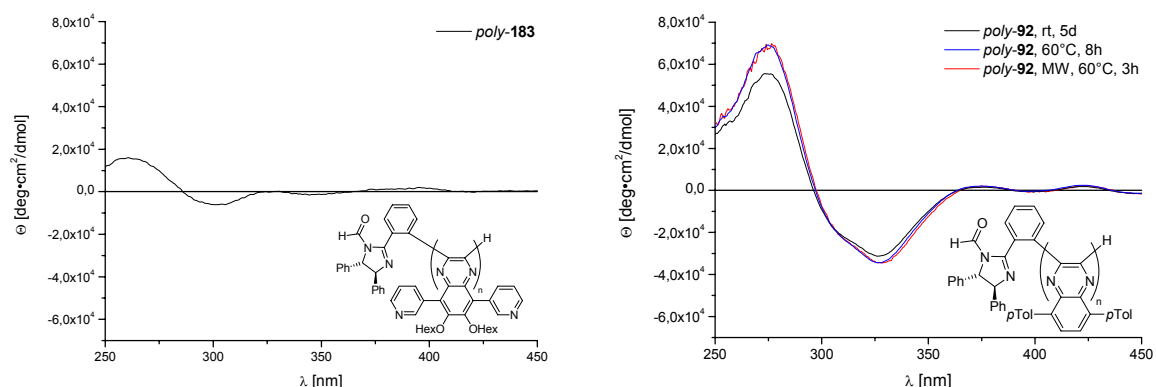 poly-183
8,0x10⁴
6,0x10⁴
4,0x10⁴
2,0x10⁴
0,0
-2,0x10⁴
-4,0x10⁴
-6,0x10⁴
Θ [deg•cm²/dmol]
250 300 350 400 450
λ [nm]
O
H
N
N
Ph
Ph
H
N N
n
N
N
HexO OHex
poly-92, rt, 5d
poly-92, 60°C, 8h
poly-92, MW, 60°C, 3h
8,0x10⁴
6,0x10⁴
4,0x10⁴
2,0x10⁴
0,0
-2,0x10⁴
-4,0x10⁴
-6,0x10⁴
Θ [deg•cm²/dmol]
250 300 350 400 450
λ [nm]
O
H
N
N
Ph
Ph
H
N N
n
pTol pTol